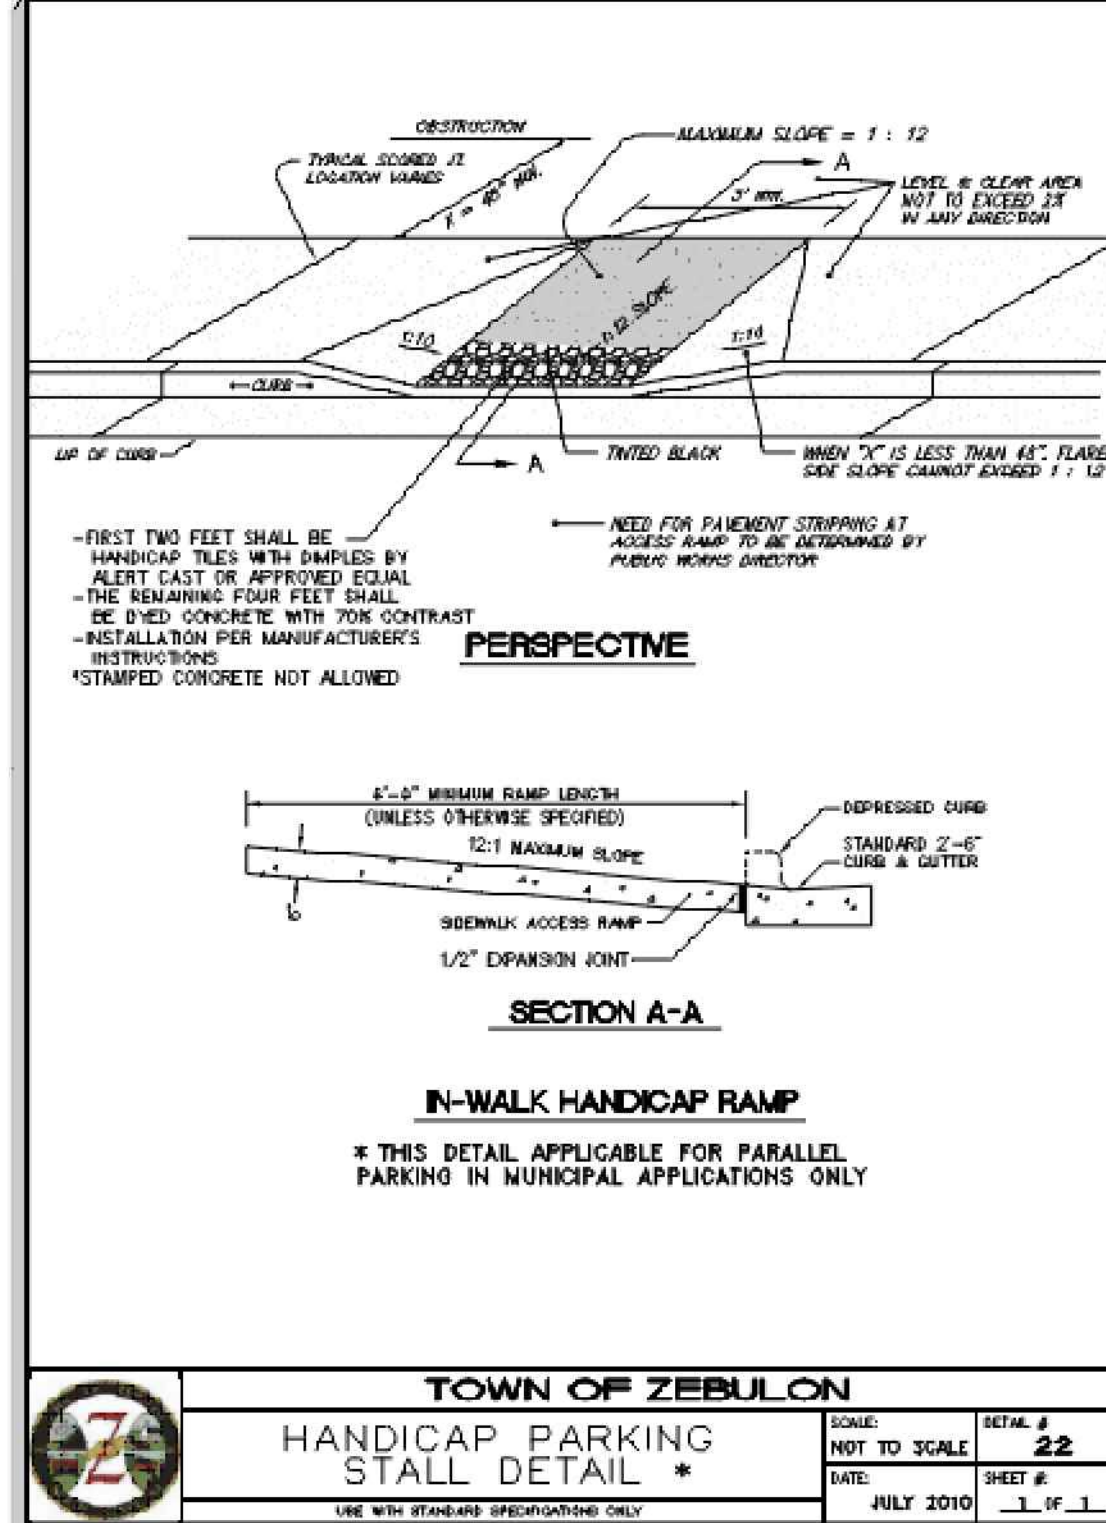 OBSTRUCTION
MAXIMUM SLOPE = 1 : 12
TYPICAL SCORED
LOCATION VARIES
A
X = 48" MIN.
3' MIN.
LEVEL & CLEAR AREA
NOT TO EXCEED 2%
IN ANY DIRECTION
1:12 SLOPE
1:10
1:10
CURB
LIP OF CURB
A
TINTED BLACK
WHEN "X" IS LESS THAN 48", FLARE
SIDE SLOPE CANNOT EXCEED 1 : 12
NEED FOR PAVEMENT STRIPPING AT
ACCESS RAMP TO BE DETERMINED BY
PUBLIC WORKS DIRECTOR
-FIRST TWO FEET SHALL BE
HANDICAP TILES WITH DIMPLES BY
ALERT CAST OR APPROVED EQUAL
-THE REMAINING FOUR FEET SHALL
BE DYED CONCRETE WITH 70% CONTRAST
-INSTALLATION PER MANUFACTURER'S
INSTRUCTIONS
*STAMPED CONCRETE NOT ALLOWED
PERSPECTIVE
MINIMUM RAMP LENGTH
(UNLESS OTHERWISE SPECIFIED)
12:1 MAXIMUM SLOPE
DEPRESSED CURB
STANDARD 2'-6"
CURB & GUTTER
SIDEWALK ACCESS RAMP
1/2" EXPANSION JOINT
SECTION A-A
IN-WALK HANDICAP RAMP
* THIS DETAIL APPLICABLE FOR PARALLEL
PARKING IN MUNICIPAL APPLICATIONS ONLY
TOWN OF ZEBULON
Z
HANDICAP PARKING
STALL DETAIL *
USE WITH STANDARD SPECIFICATIONS ONLY
SCALE:
NOT TO SCALE
DETAIL #
22
DATE:
JULY 2010
SHEET #:
1 OF 1